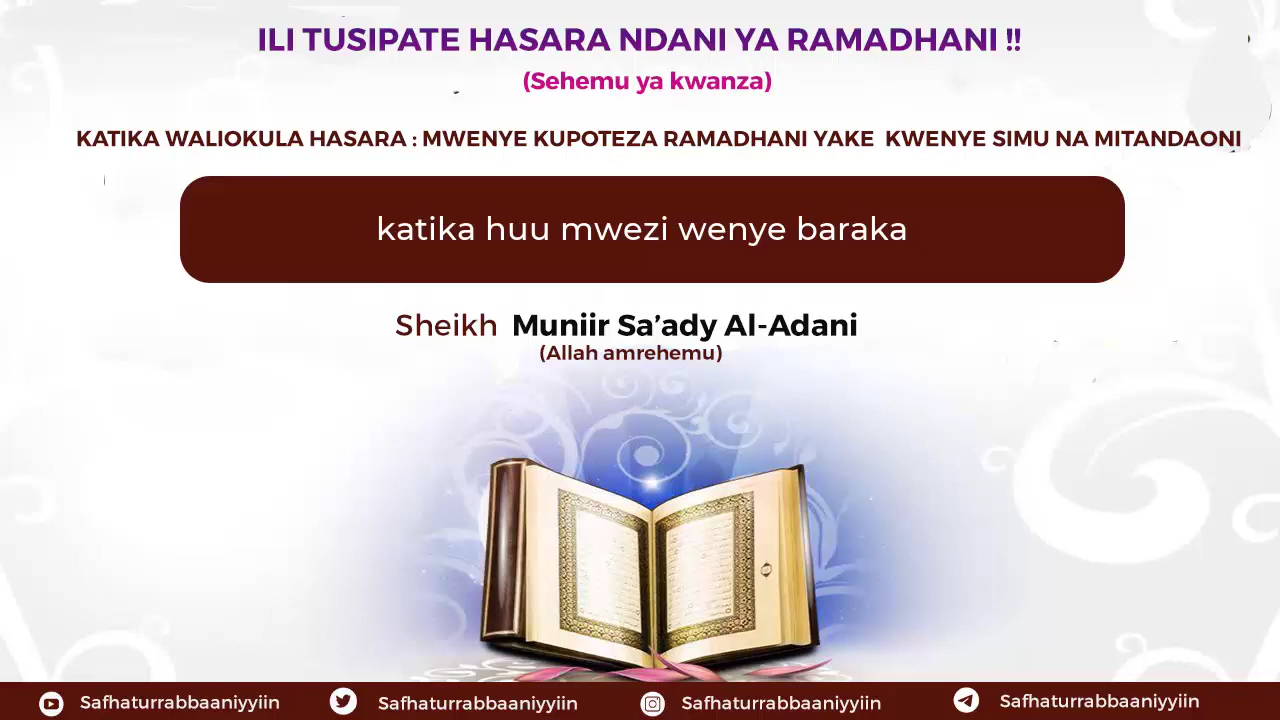 ILI TUSIPATE HASARA NDANI YA RAMADHANI !!
(Sehemu ya kwanza)
KATIKA WALIOKULA HASARA : MWENYE KUPOTEZA RAMADHANI YAKE KWENYE SIMU NA MITANDAONI
katika huu mwezi wenye baraka
Sheikh Muniir Sa’ady Al-Adani
(Allah amrehemu)
Safhaturrabbaaniyyiin Safhaturrabbaaniyyiin Safhaturrabbaaniyyiin Safhaturrabbaaniyyiin